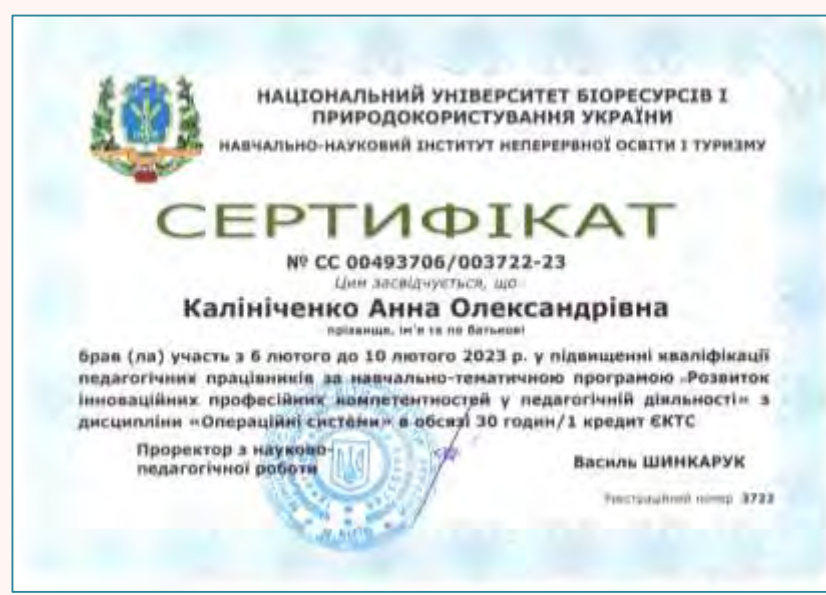 НАЦІОНАЛЬНИЙ УНІВЕРСИТЕТ БІОРЕСУРСІВ І
ПРИРОДОКОРИСТУВАННЯ УКРАЇНИ
НАВЧАЛЬНО-НАУКОВИЙ ІНСТИТУТ НЕПЕРЕРВНОЇ ОСВІТИ І ТУРИЗМУ
СЕРТИФІКАТ
№ СС 00493706/003722-23
Цим засвідчується, що
Калініченко Анна Олександрівна
прізвище, ім'я та по батькові
брав (ла) участь з 6 лютого до 10 лютого 2023 р. у підвищенні кваліфікації
педагогічних працівників за навчально-тематичною програмою «Розвиток
інноваційних професійних компетентностей у педагогічній діяльності» з
дисципліни «Операційні системи» в обсязі 30 годин/1 кредит ЄКТС
Проректор з науково-
педагогічної роботи
Василь ШИНКАРУК
Реєстраційний номер 3722